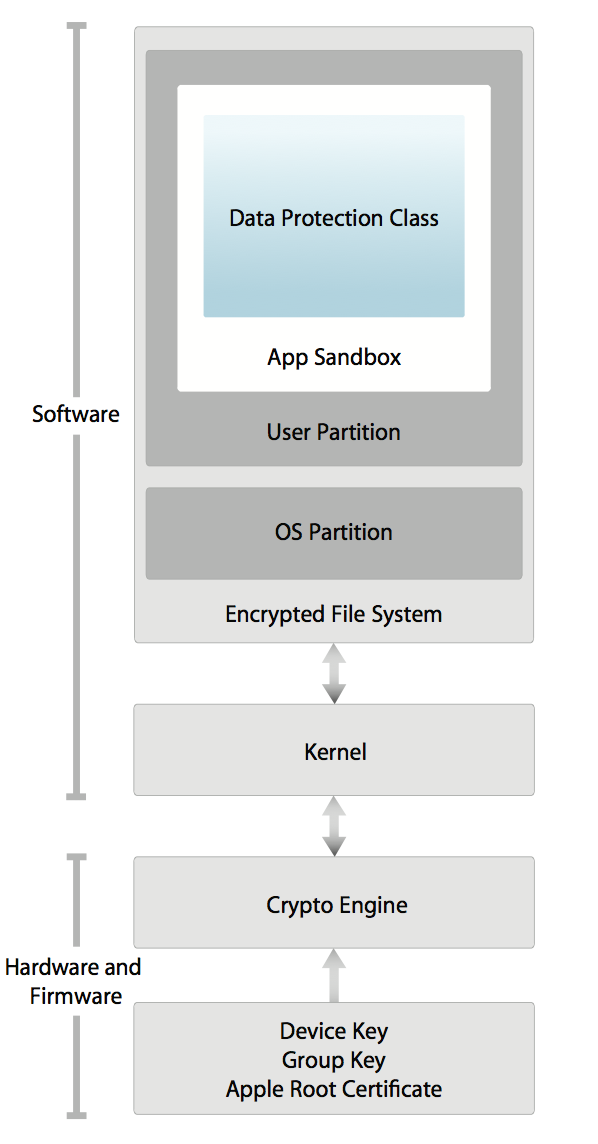 Data Protection Class
App Sandbox
Software
User Partition
OS Partition
Encrypted File System
Kernel
Crypto Engine
Hardware and
Firmware
Device Key
Group Key
Apple Root Certificate